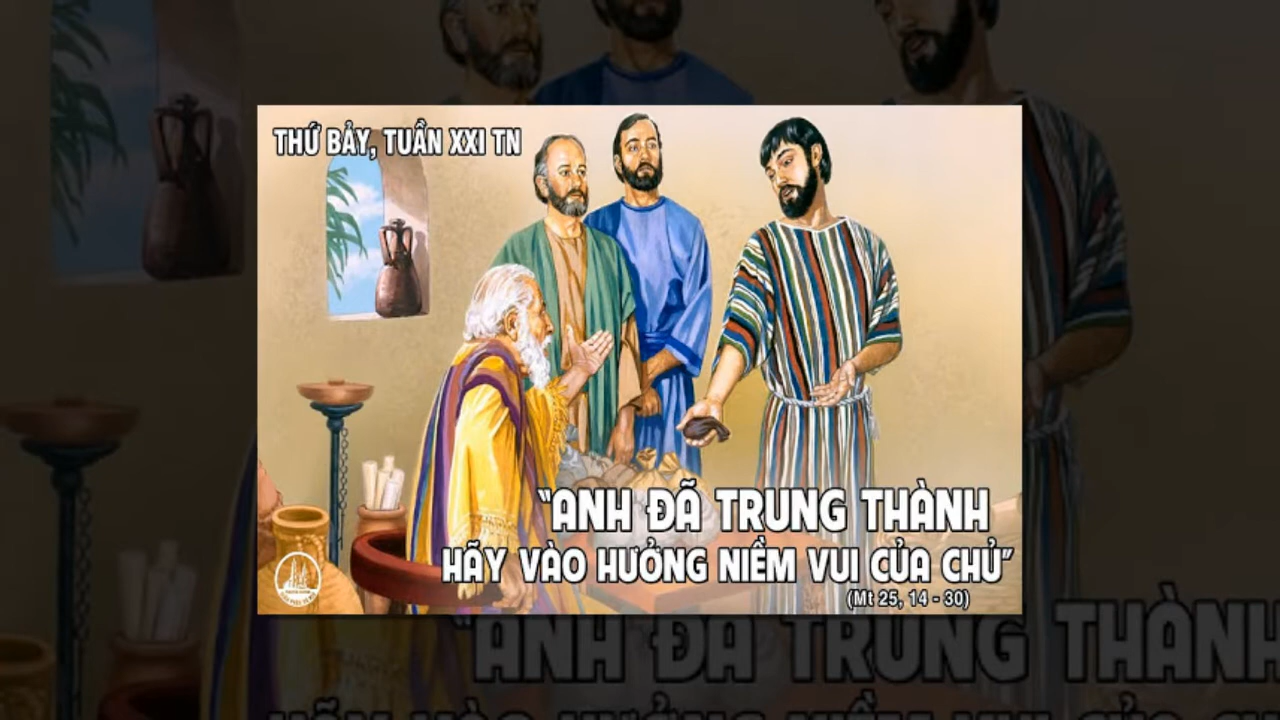 THỨ BẢY, TUẦN XXI TN
“ANH ĐÃ TRUNG THÀNH
HÃY VÀO HƯỞNG NIỀM VUI CỦA CHỦ”
(Mt 25, 14 - 30)